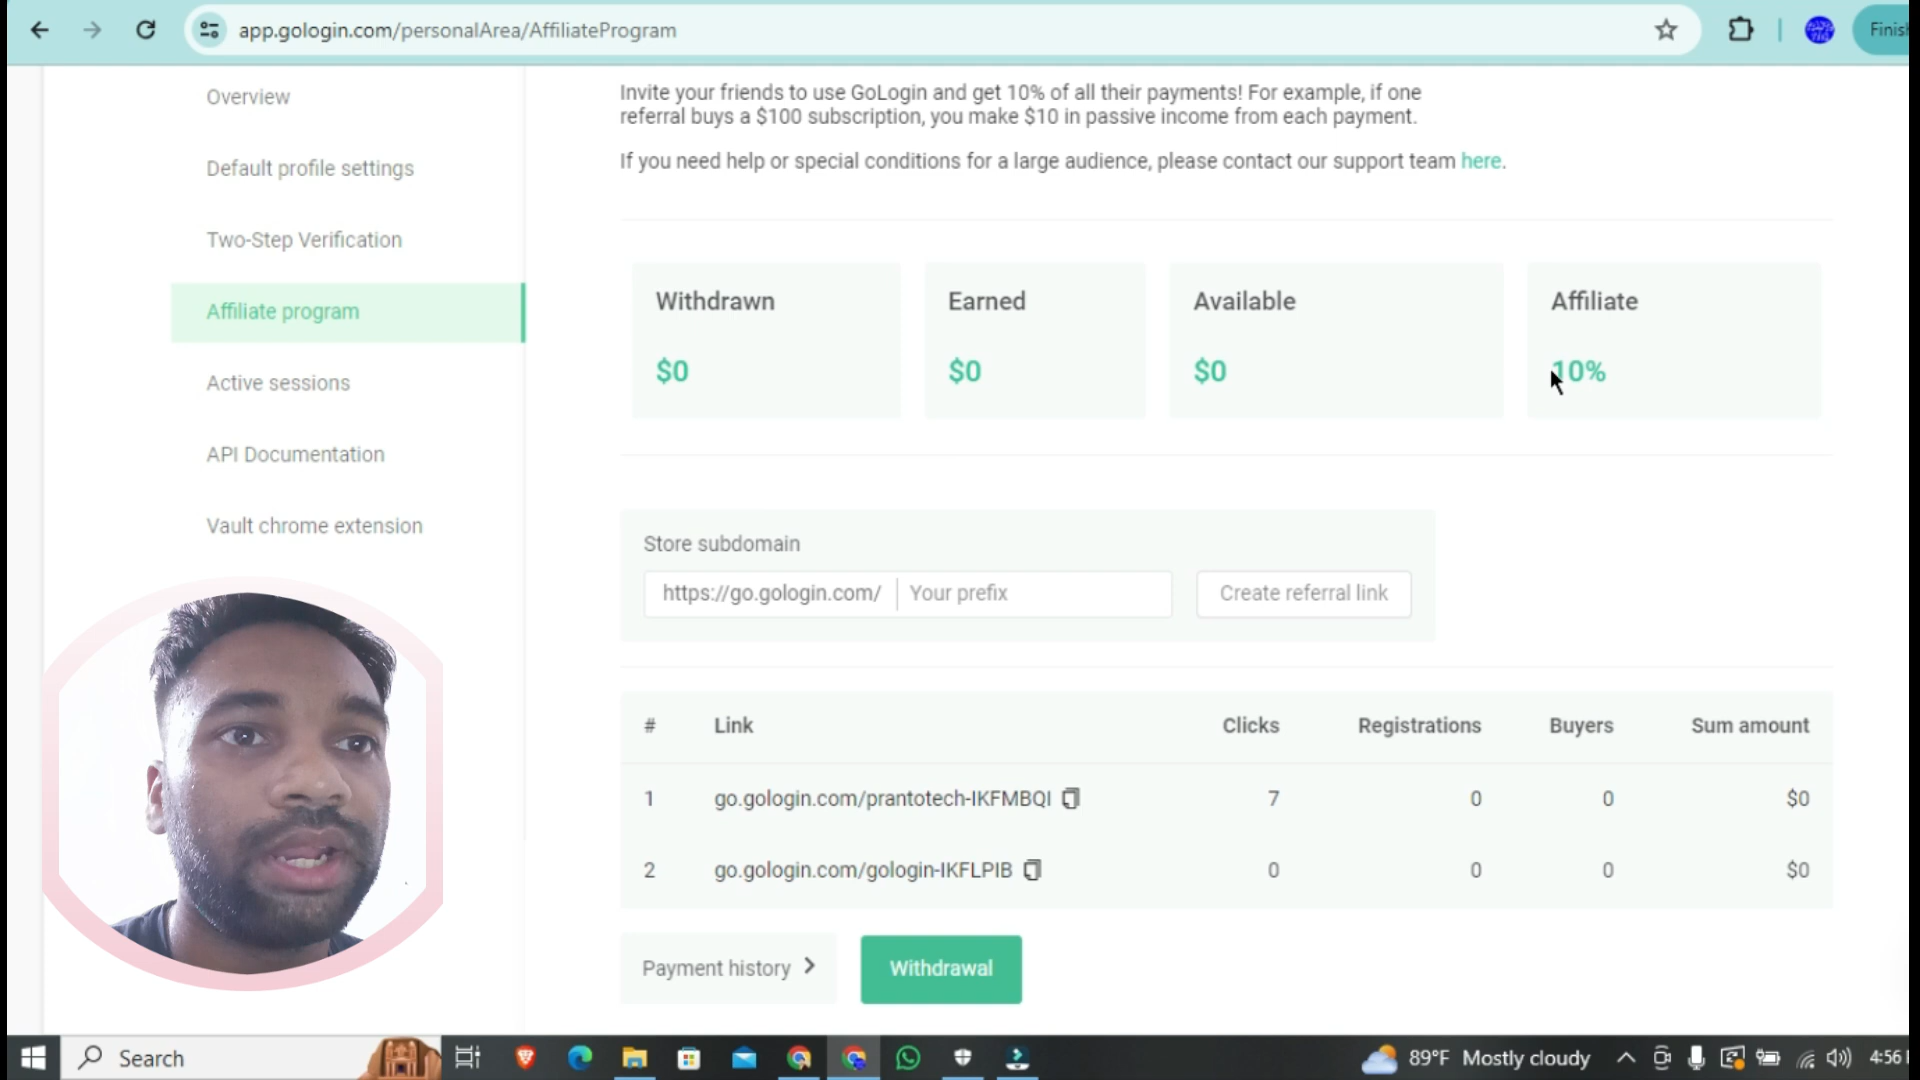 app.gologin.com/personalArea/AffiliateProgram
Overview
Default profile settings
Two-Step Verification
Affiliate program
Active sessions
API Documentation
Vault chrome extension
Invite your friends to use GoLogin and get 10% of all their payments! For example, if one
referral buys a $100 subscription, you make $10 in passive income from each payment.
If you need help or special conditions for a large audience, please contact our support team here.
Withdrawn Earned Available Affiliate
$0 $0 $0 10%
Store subdomain
https://go.gologin.com/ Your prefix Create referral link
# Link Clicks Registrations Buyers Sum amount
1 go.gologin.com/prantotech-IKFMBQI 7 0 0 $0
2 go.gologin.com/gologin-IKFLPIB 0 0 0 $0
Payment history Withdrawal
Search 89°F Mostly cloudy 4:56